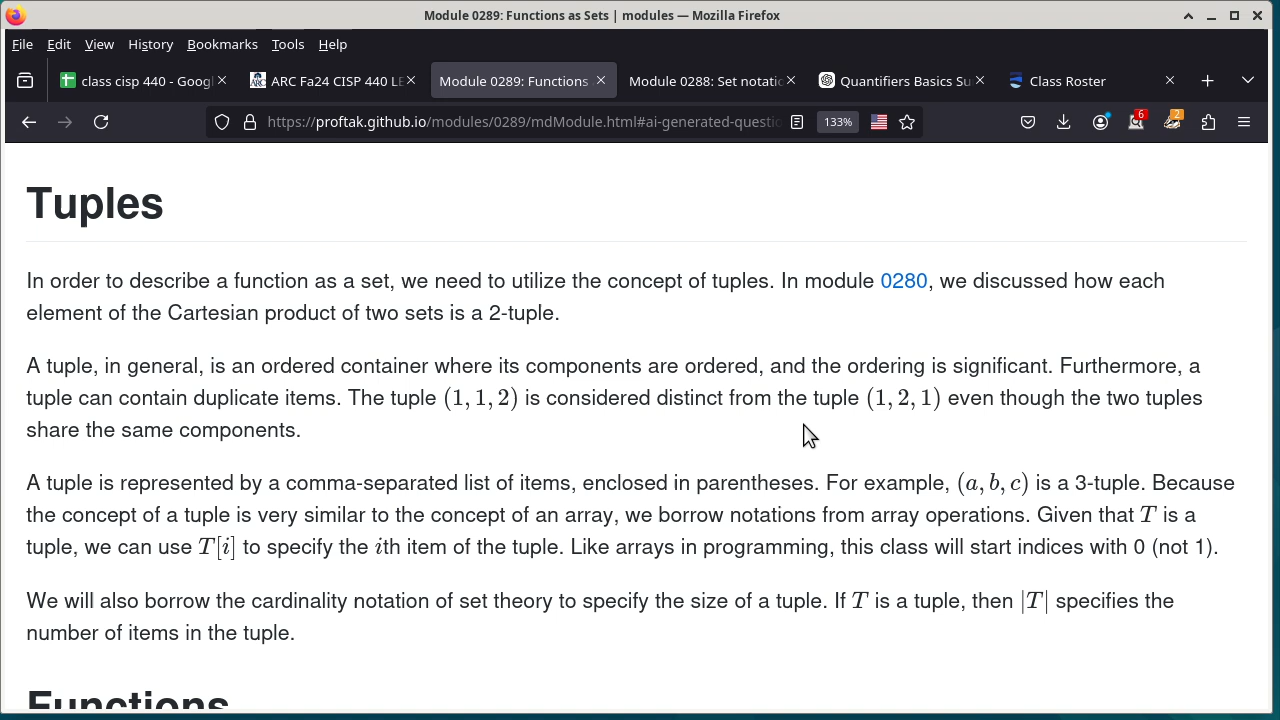 Module 0289: Functions as Sets | modules — Mozilla Firefox
File Edit View History Bookmarks Tools Help
class cisp 440 - Googl ARC Fa24 CISP 440 LE Module 0289: Functions Module 0288: Set notatic Quantifiers Basics Su Class Roster
https://proftak.github.io/modules/0289/mdModule.html#ai-generated-questio 133% 6 2
Tuples
In order to describe a function as a set, we need to utilize the concept of tuples. In module 0280, we discussed how each
element of the Cartesian product of two sets is a 2-tuple.
A tuple, in general, is an ordered container where its components are ordered, and the ordering is significant. Furthermore, a
tuple can contain duplicate items. The tuple (1, 1, 2) is considered distinct from the tuple (1, 2, 1) even though the two tuples
share the same components.
A tuple is represented by a comma-separated list of items, enclosed in parentheses. For example, (a, b, c) is a 3-tuple. Because
the concept of a tuple is very similar to the concept of an array, we borrow notations from array operations. Given that T is a
tuple, we can use T[i] to specify the ith item of the tuple. Like arrays in programming, this class will start indices with 0 (not 1).
We will also borrow the cardinality notation of set theory to specify the size of a tuple. If T is a tuple, then |T| specifies the
number of items in the tuple.
Functions